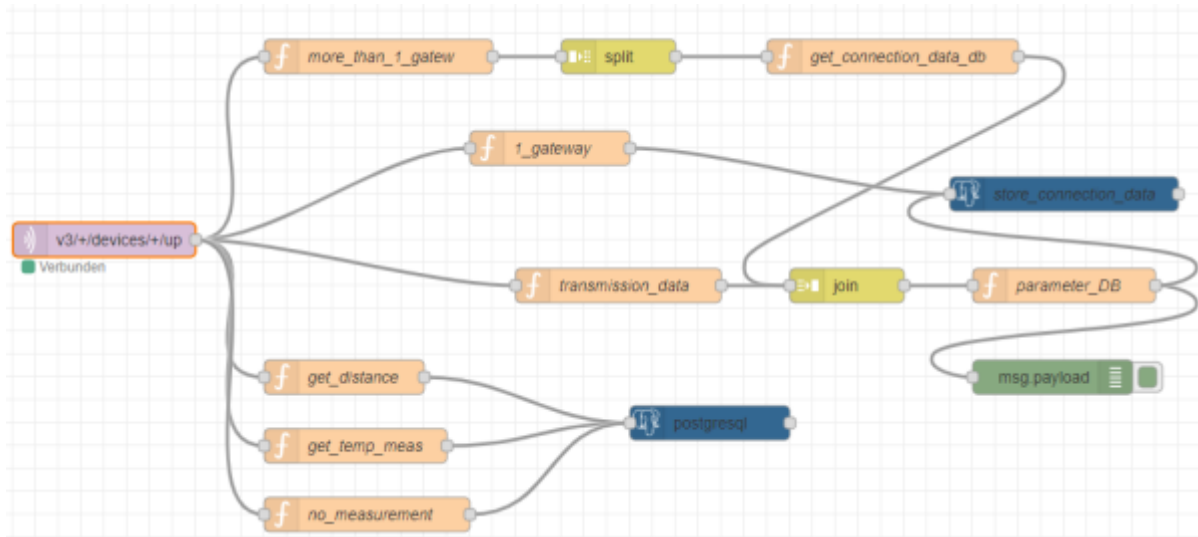 more_than_1_gatew
split
get_connection_data_db
1_gateway
store_connection_data
v3/+/devices/+/up
Verbunden
transmission_data
join
parameter_DB
get_distance
msg.payload
postgresql
get_temp_meas
no_measurement